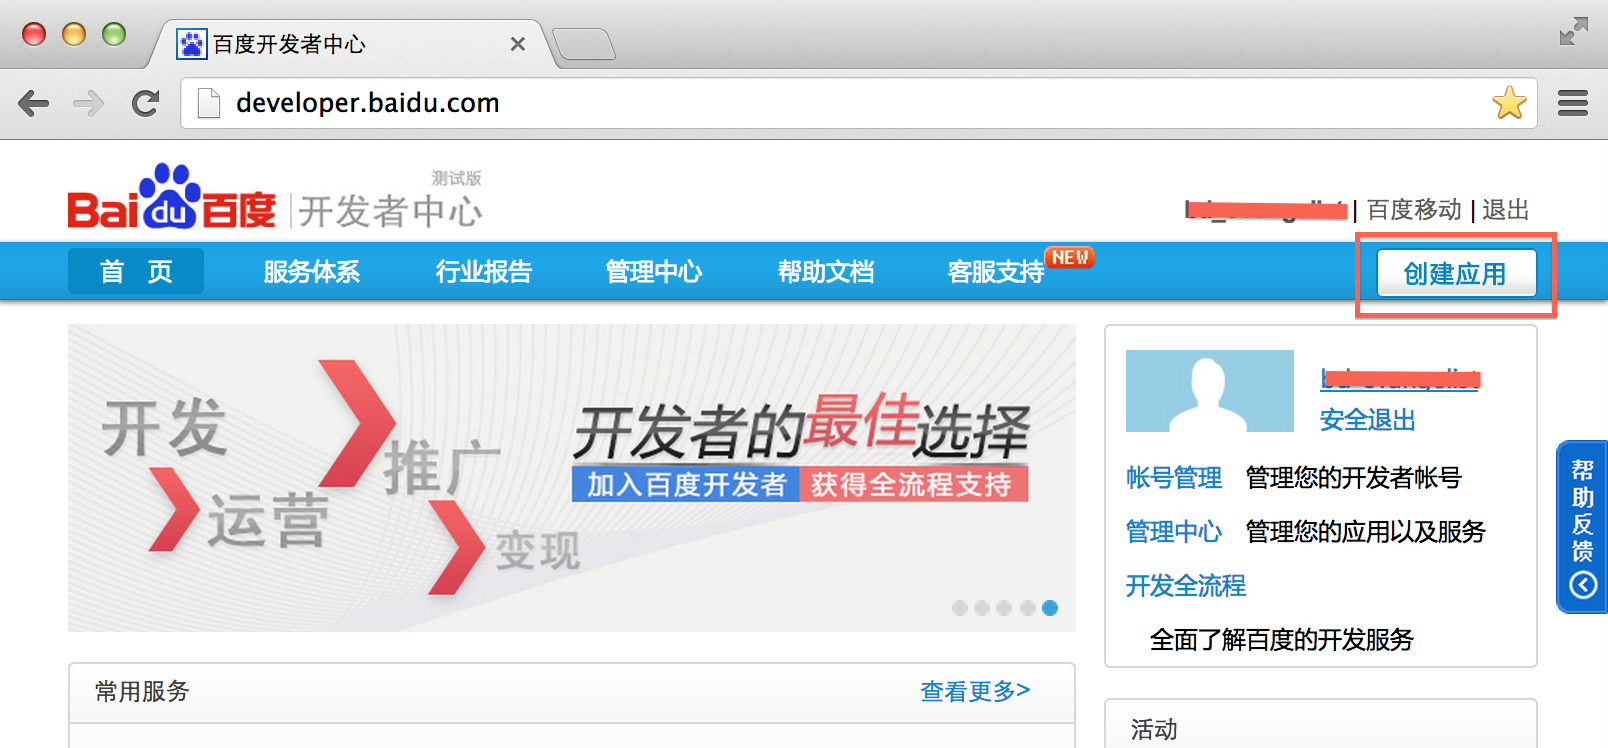 百度开发者中心
developer.baidu.com
测试版
Bai du 百度 开发者中心
| 百度移动 | 退出
首 页 服务体系 行业报告 管理中心 帮助文档 客服支持 NEW 创建应用
开发
推广
运营
变现
开发者的最佳选择
加入百度开发者 获得全流程支持
安全退出
帐号管理 管理您的开发者帐号
管理中心 管理您的应用以及服务
开发全流程
全面了解百度的开发服务
帮助反馈
常用服务 查看更多>
活动